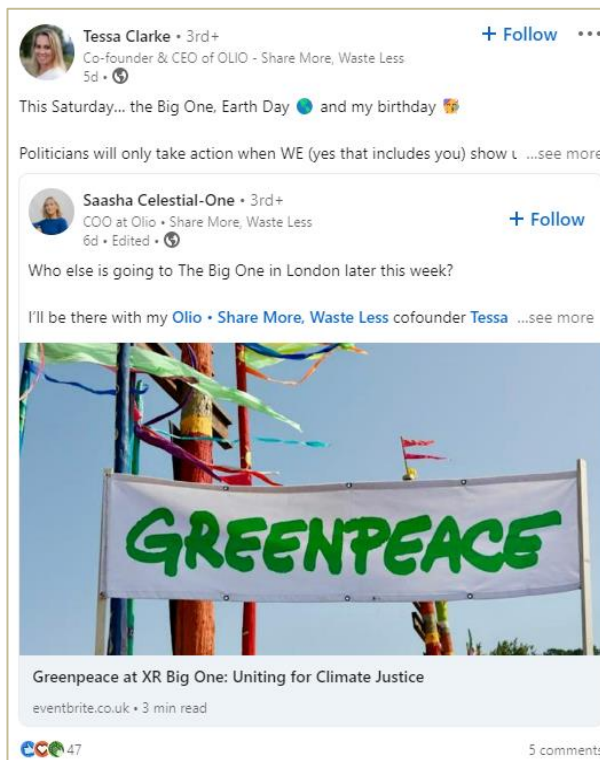 Tessa Clarke • 3rd+
+ Follow
Co-founder & CEO of OLIO - Share More, Waste Less
5d •
This Saturday... the Big One, Earth Day 🌎 and my birthday 🥳
Politicians will only take action when WE (yes that includes you) show ...see more
Saasha Celestial-One • 3rd+
+ Follow
COO at Olio • Share More, Waste Less
6d • Edited •
Who else is going to The Big One in London later this week?
I'll be there with my Olio • Share More, Waste Less cofounder Tessa ...see more
GREENPEACE
Greenpeace at XR Big One: Uniting for Climate Justice
eventbrite.co.uk • 3 min read
47
5 comments